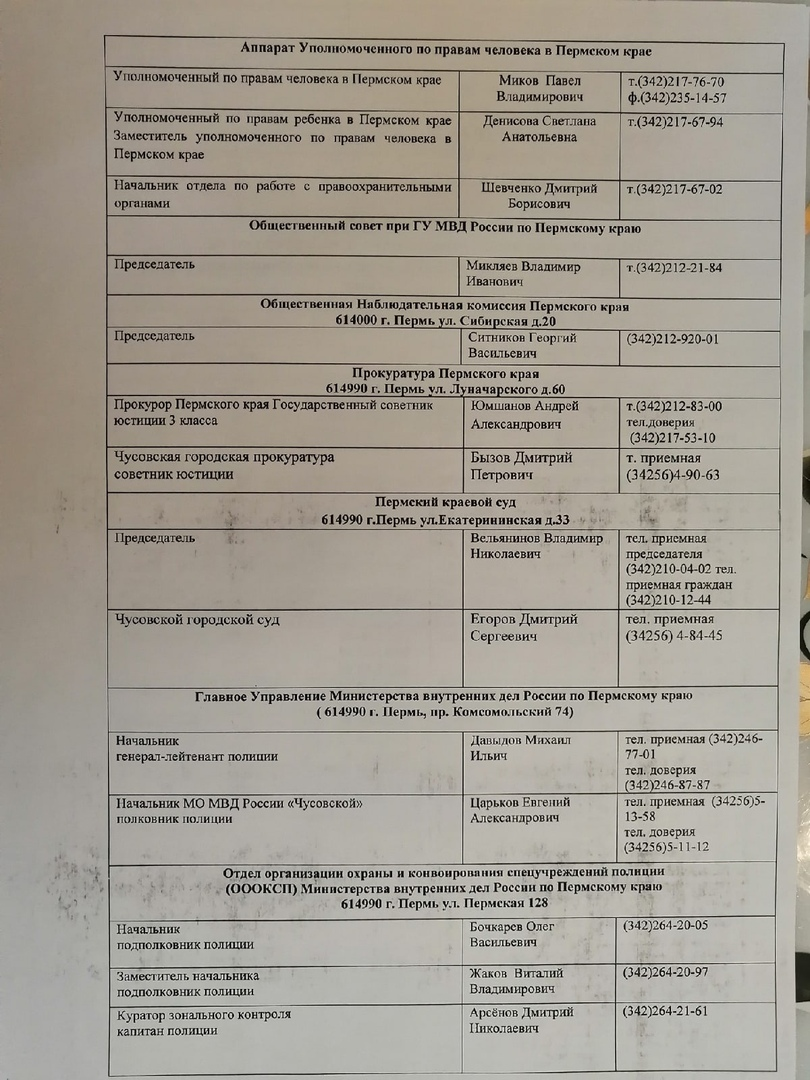 Аппарат Уполномоченного по правам человека в Пермском крае
Уполномоченный по правам человека в Пермском крае
Миков Павел
Владимирович
т.(342)217-76-70
ф.(342)235-14-57
Уполномоченный по правам ребенка в Пермском крае
Заместитель уполномоченного по правам человека в
Пермском крае
Денисова Светлана
Анатольевна
т.(342)217-67-94
Начальник отдела по работе с правоохранительными
органами
Шевченко Дмитрий
Борисович
т.(342)217-67-02
Общественный совет при ГУ МВД России по Пермскому краю
Председатель
Микляев Владимир
Иванович
т.(342)212-21-84
Общественная Наблюдательная комиссия Пермского края
614000 г. Пермь ул. Сибирская д.20
Председатель
Ситников Георгий
Васильевич
(342)212-920-01
Прокуратура Пермского края
614990 г. Пермь ул. Луначарского д.60
Прокурор Пермского края Государственный советник
юстиции 3 класса
Юмшанов Андрей
Александрович
т.(342)212-83-00
тел.доверия
(342)217-53-10
Чусовская городская прокуратура
советник юстиции
Бызов Дмитрий
Петрович
т. приемная
(34256)4-90-63
Пермский краевой суд
614990 г.Пермь ул.Екатерининская д.33
Председатель
Вельянинов Владимир
Николаевич
тел. приемная
председателя
(342)210-04-02 тел.
приемная граждан
(342)210-12-44
Чусовской городской суд
Егоров Дмитрий
Сергеевич
тел. приемная
(34256) 4-84-45
Главное Управление Министерства внутренних дел России по Пермскому краю
( 614990 г. Пермь, пр. Комсомольский 74)
Начальник
генерал-лейтенант полиции
Давыдов Михаил
Ильич
тел. приемная (342)246-
77-01
тел. доверия
(342)246-87-87
Начальник МО МВД России «Чусовской»
полковник полиции
Царьков Евгений
Александрович
тел. приемная (34256)5-
13-58
тел. доверия
(34256)5-11-12
Отдел организации охраны и конвоирования спецучреждений полиции
(ОООКСП) Министерства внутренних дел России по Пермскому краю
614990 г. Пермь ул. Пермская 128
Начальник
подполковник полиции
Бочкарев Олег
Васильевич
(342)264-20-05
Заместитель начальника
подполковник полиции
Жаков Виталий
Владимирович
(342)264-20-97
Куратор зонального контроля
капитан полиции
Арсёнов Дмитрий
Николаевич
(342)264-21-61